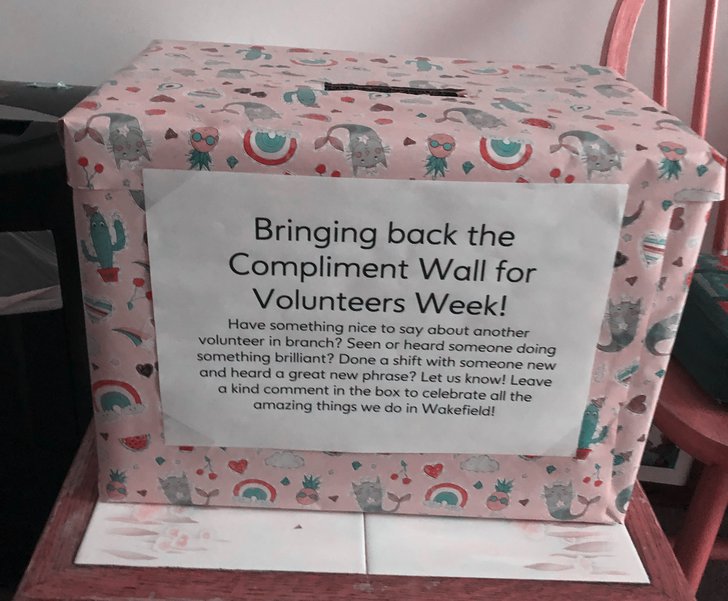 Bringing back the
Compliment Wall for
Volunteers Week!
Have something nice to say about another
volunteer in branch? Seen or heard someone doing
something brilliant? Done a shift with someone new
and heard a great new phrase? Let us know! Leave
a kind comment in the box to celebrate all the
amazing things we do in Wakefield!